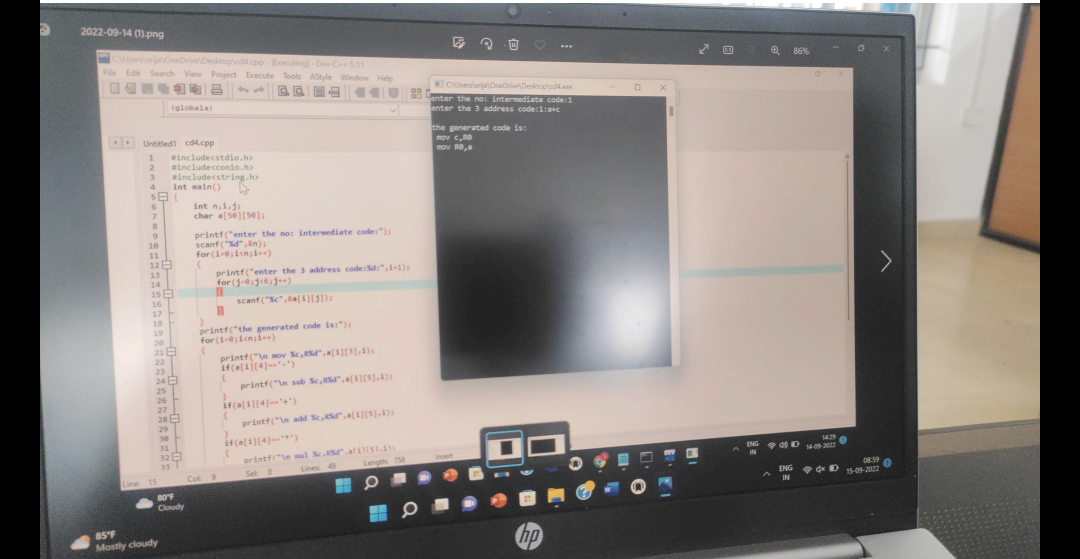 2022-09-14 (1).png
86%
C:\Users\anjai\OneDrive\Desktop\cd4.cpp - [Executing] - Dev-C++ 5.11
File Edit Search View Project Execute Tools AStyle Window Help
(globals)
Untitled1 cd4.cpp
1 #include<stdio.h>
2 #include<conio.h>
3 #include<string.h>
4 int main()
5 {
6 int n,i,j;
7 char a[50][50];
8
9 printf("enter the no: intermediate code:");
10 scanf("%d",&n);
11 for(i=0;i<n;i++)
12 {
13 printf("enter the 3 address code:%d:",i+1);
14 for(j=0;j<6;j++)
15 {
16 scanf("%c",&a[i][j]);
17 }
18 }
19 printf("the generated code is:");
20 for(i=0;i<n;i++)
21 {
22 printf("\n mov %c,R%d",a[i][3],i);
23 if(a[i][4]=='-')
24 {
25 printf("\n sub %c,R%d",a[i][5],i);
26 }
27 if(a[i][4]=='+')
28 {
29 printf("\n add %c,R%d",a[i][5],i);
30 }
31 if(a[i][4]=='*')
32 {
33 printf("\n mul %c,R%d",a[i][5],i);
C:\Users\anjai\OneDrive\Desktop\cd4.exe
enter the no: intermediate code:1
enter the 3 address code:1:a+c
the generated code is:
mov c,R0
mov R0,a
Line: 15 Col: 9 Sel: 0 Lines: 49 Length: 758 Insert
80°F
Cloudy
ENG
IN
14:29
14-09-2022
85°F
Mostly cloudy
ENG
IN
08:59
15-09-2022
hp